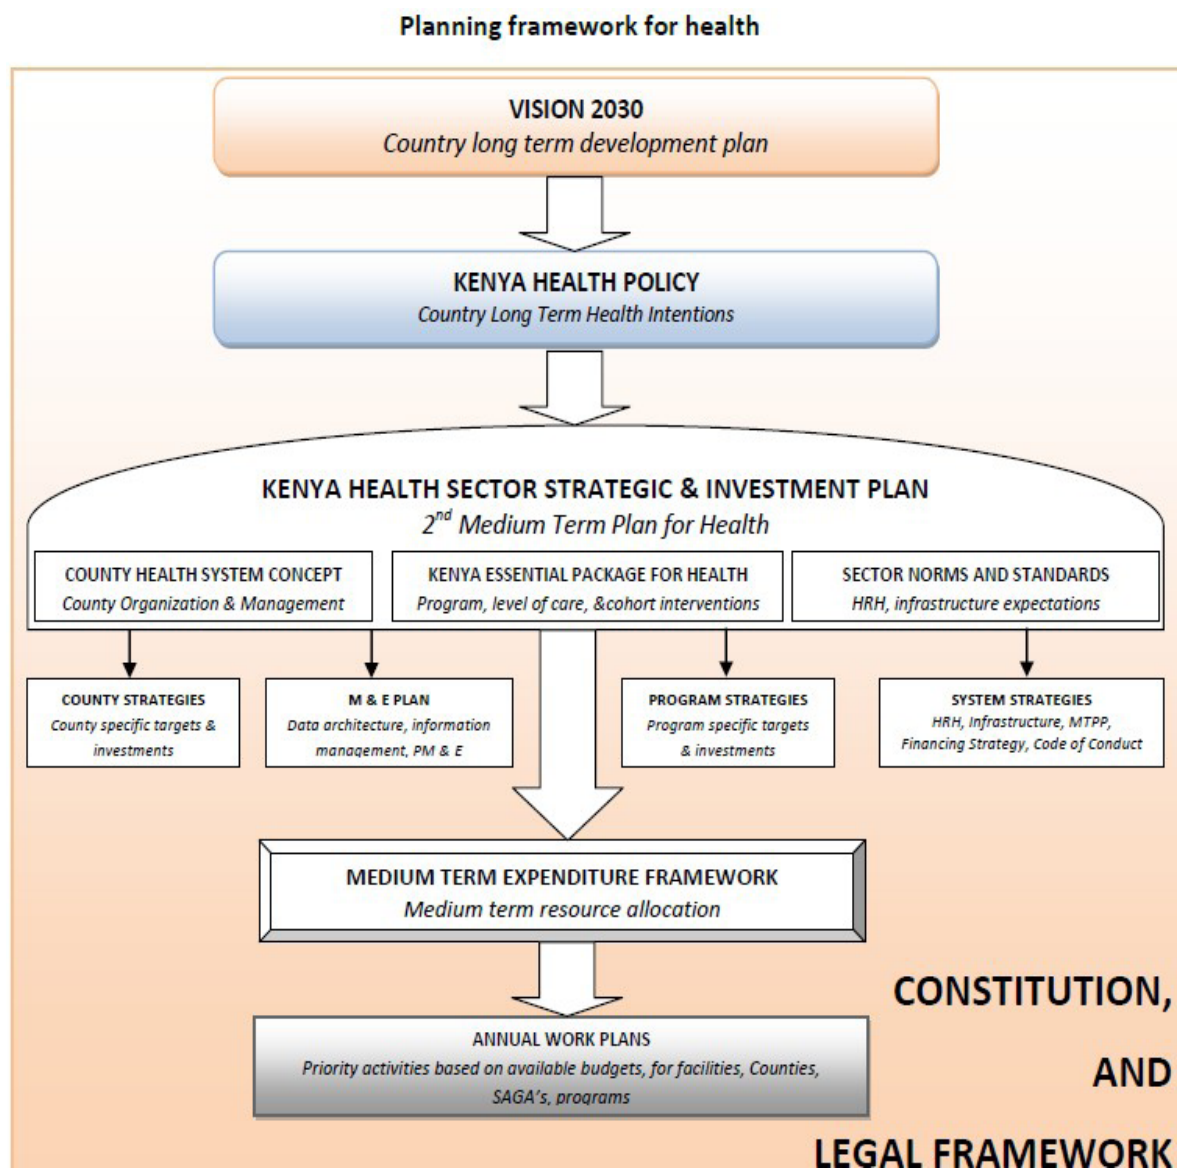 Planning framework for health
VISION 2030
Country long term development plan
KENYA HEALTH POLICY
Country Long Term Health Intentions
KENYA HEALTH SECTOR STRATEGIC & INVESTMENT PLAN
2nd Medium Term Plan for Health
COUNTY HEALTH SYSTEM CONCEPT
County Organization & Management
KENYA ESSENTIAL PACKAGE FOR HEALTH
Program, level of care, &cohort interventions
SECTOR NORMS AND STANDARDS
HRH, infrastructure expectations
COUNTY STRATEGIES
County specific targets &
investments
M & E PLAN
Data architecture, information
management, PM & E
PROGRAM STRATEGIES
Program specific targets
& investments
SYSTEM STRATEGIES
HRH, Infrastructure, MTPP,
Financing Strategy, Code of Conduct
MEDIUM TERM EXPENDITURE FRAMEWORK
Medium term resource allocation
ANNUAL WORK PLANS
Priority activities based on available budgets, for facilities, Counties,
SAGA's, programs
CONSTITUTION,
AND
LEGAL FRAMEWORK